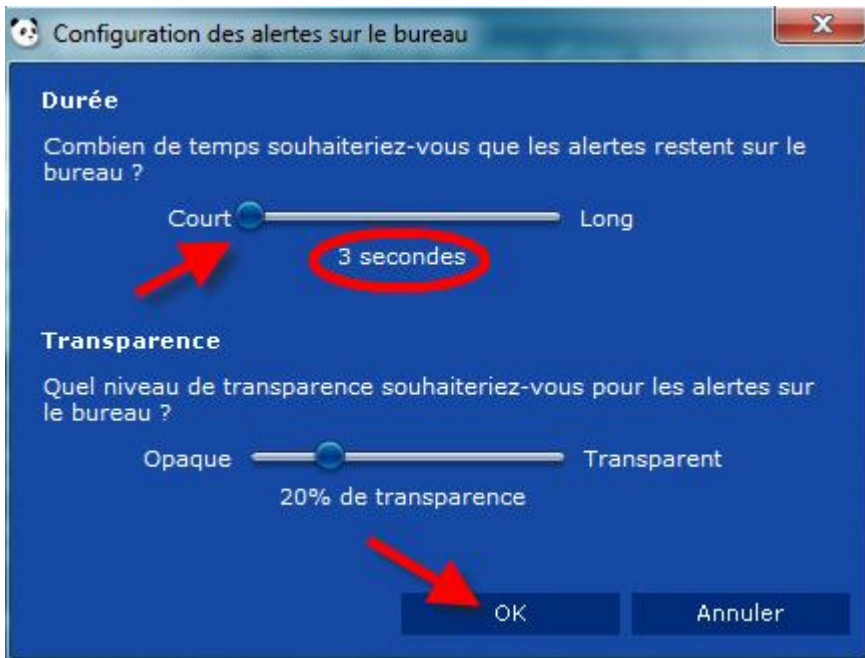 Configuration des alertes sur le bureau
Durée
Combien de temps souhaiteriez-vous que les alertes restent sur le
bureau ?
Court Long
3 secondes
Transparence
Quel niveau de transparence souhaiteriez-vous pour les alertes sur
le bureau ?
Opaque Transparent
20% de transparence
OK Annuler